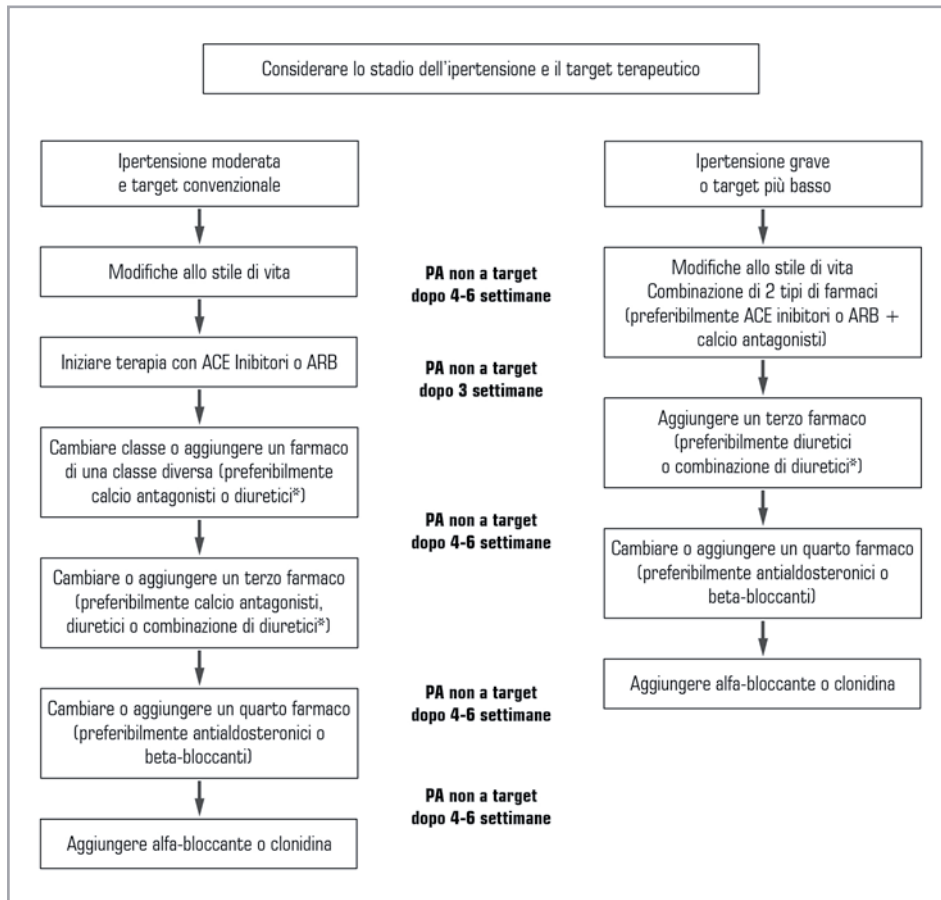 Considerare lo stadio dell'ipertensione e il target terapeutico
Ipertensione moderata
e target convenzionale
Modifiche allo stile di vita
Iniziare terapia con ACE Inibitori o ARB
Cambiare classe o aggiungere un farmaco
di una classe diversa (preferibilmente
calcio antagonisti o diuretici*)
Cambiare o aggiungere un terzo farmaco
(preferibilmente calcio antagonisti,
diuretici o combinazione di diuretici*)
Cambiare o aggiungere un quarto farmaco
(preferibilmente antialdosteronici o
beta-bloccanti)
Aggiungere alfa-bloccante o clonidina
PA non a target
dopo 4-6 settimane
PA non a target
dopo 3 settimane
PA non a target
dopo 4-6 settimane
PA non a target
dopo 4-6 settimane
PA non a target
dopo 4-6 settimane
Ipertensione grave
o target più basso
Modifiche allo stile di vita
Combinazione di 2 tipi di farmaci
(preferibilmente ACE inibitori o ARB +
calcio antagonisti)
Aggiungere un terzo farmaco
(preferibilmente diuretici
o combinazione di diuretici*)
Cambiare o aggiungere un quarto farmaco
(preferibilmente antialdosteronici o
beta-bloccanti)
Aggiungere alfa-bloccante o clonidina